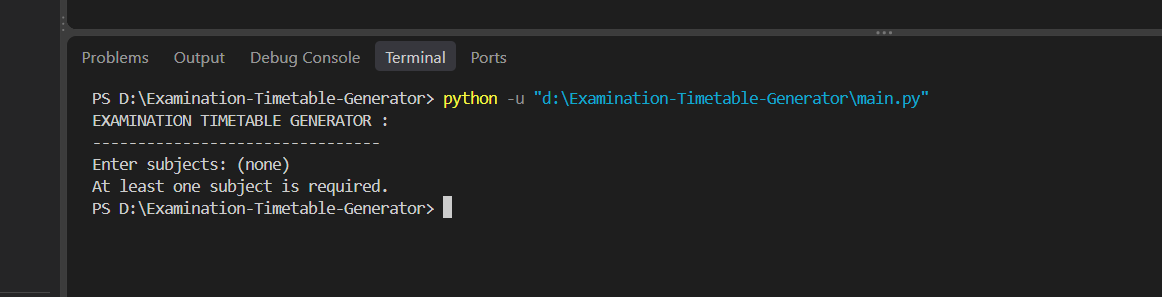 Problems Output Debug Console Terminal Ports
PS D:\Examination-Timetable-Generator> python -u "d:\Examination-Timetable-Generator\main.py"
EXAMINATION TIMETABLE GENERATOR :
--------------------------------
Enter subjects: (none)
At least one subject is required.
PS D:\Examination-Timetable-Generator>